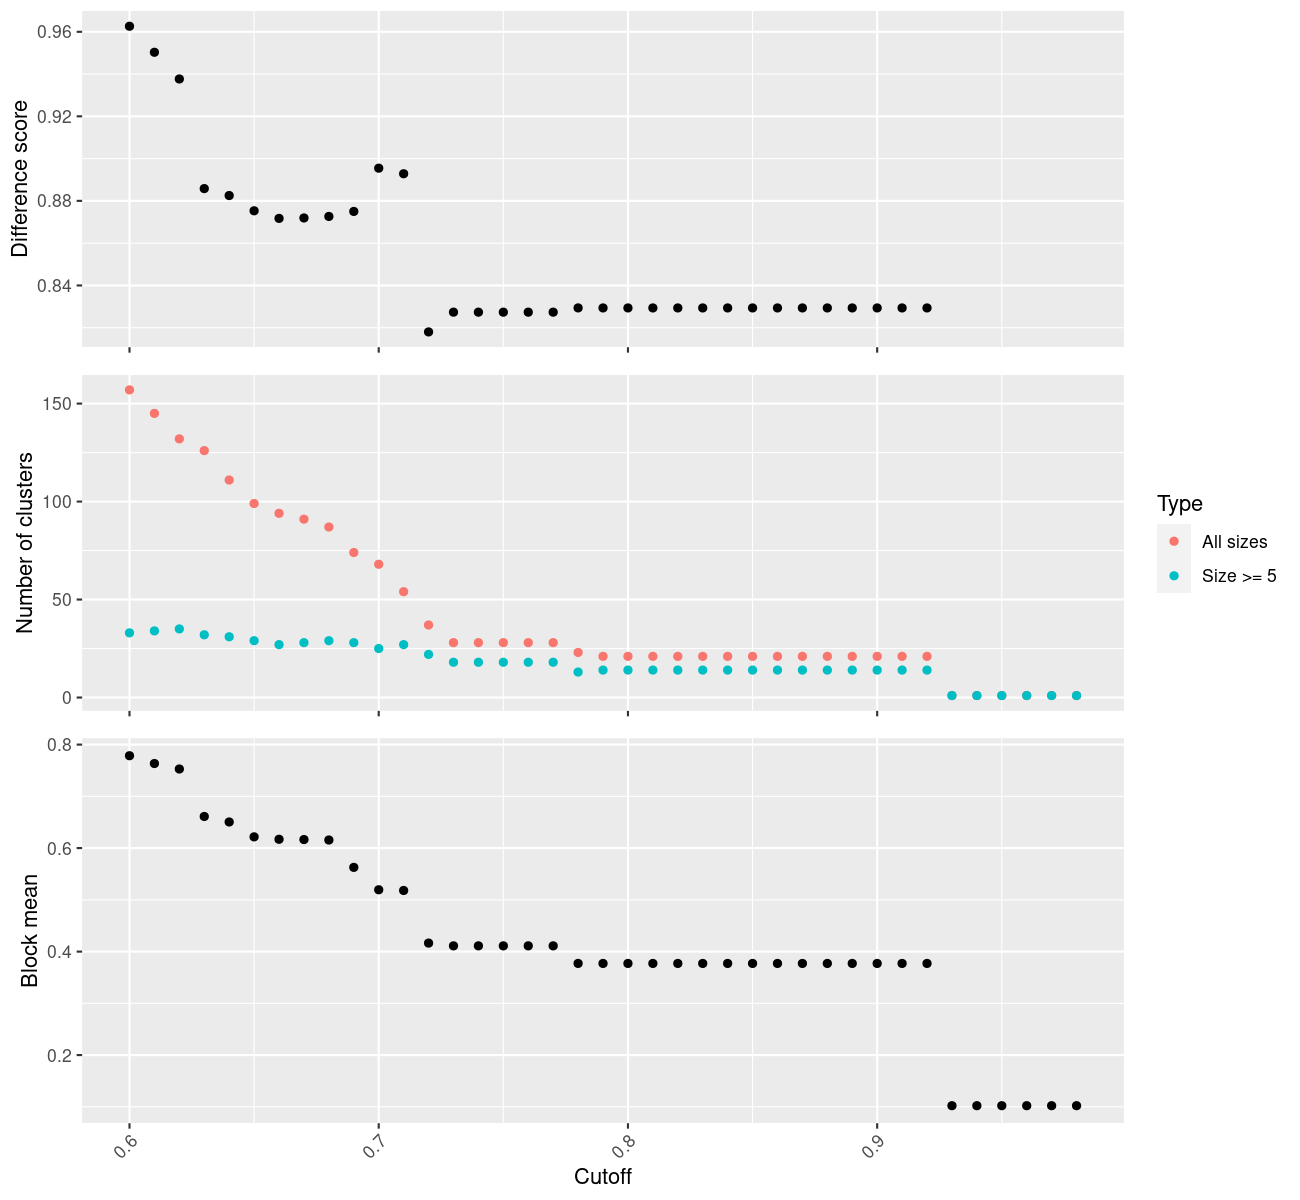 0.96
0.92
0.88
0.84
Difference score
150
100
50
0
Number of clusters
Type
All sizes
Size >= 5
0.8
0.6
0.4
0.2
Block mean
0.6 0.7 0.8 0.9
Cutoff